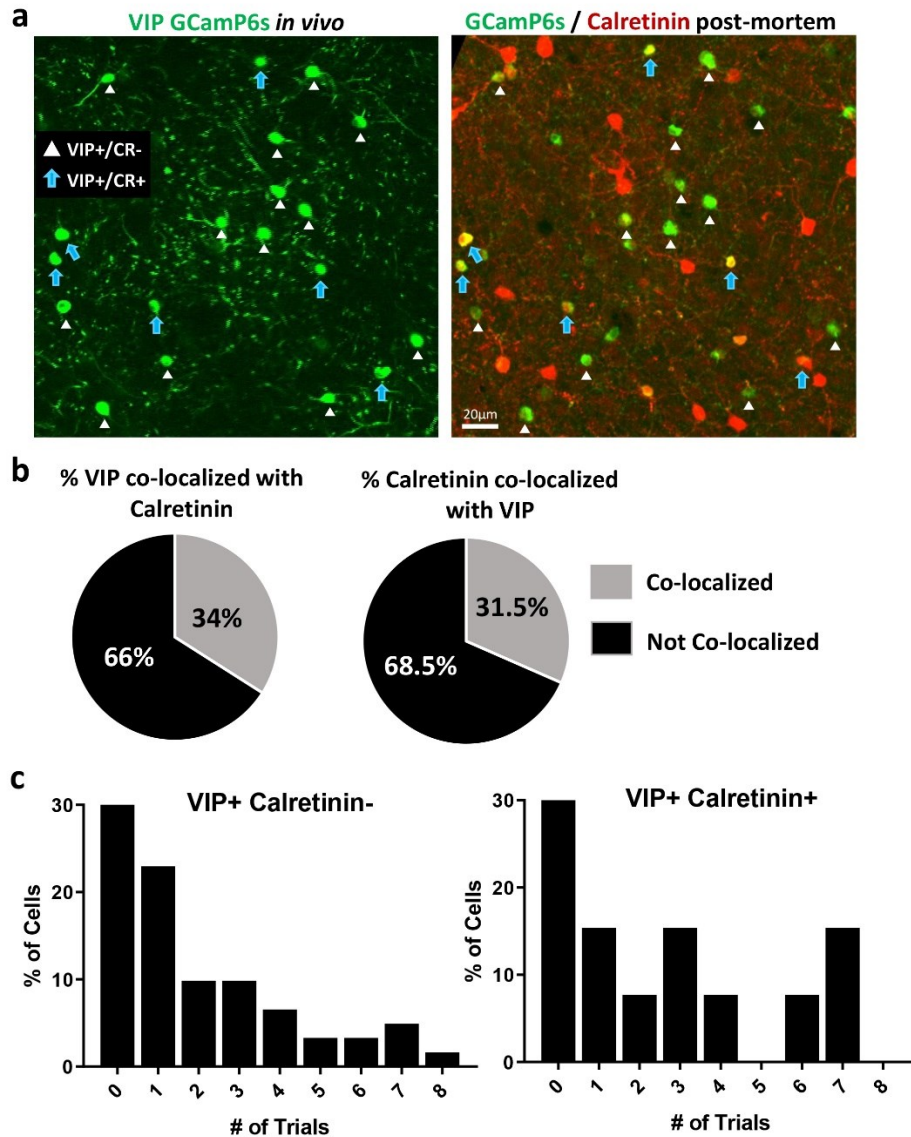 a
VIP GCamP6s in vivo
GCaMP6s / Calretinin post-mortem
VIP+/CR-
VIP+/CR+
20μm
b
% VIP co-localized with
Calretinin
34%
66%
% Calretinin co-localized
with VIP
31.5%
68.5%
Co-localized
Not Co-localized
c
VIP+ Calretinin-
% of Cells
30
20
10
0
0 1 2 3 4 5 6 7 8
# of Trials
VIP+ Calretinin+
% of Cells
30
20
10
0
0 1 2 3 4 5 6 7 8
# of Trials